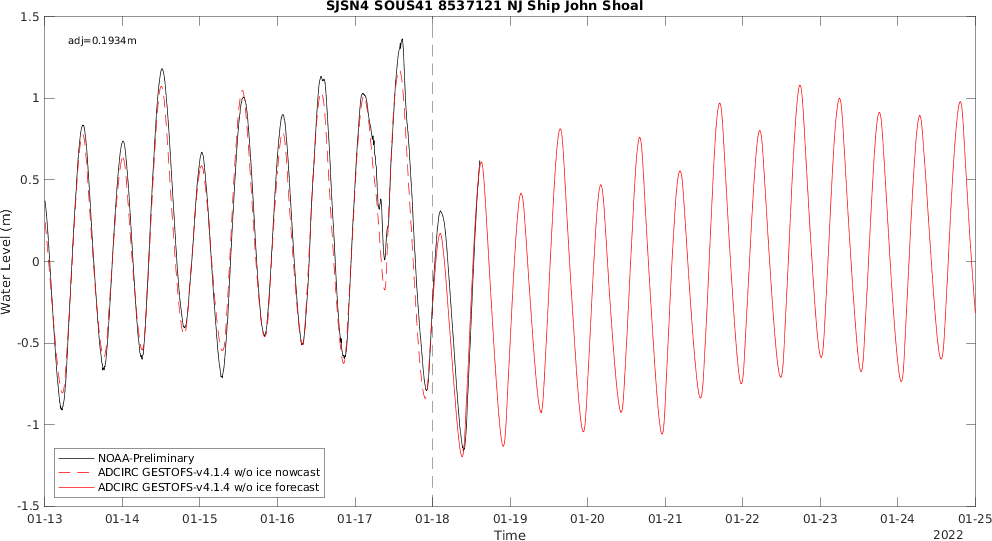 SJSN4 SOUS41 8537121 NJ Ship John Shoal
adj=0.1934m
1.5
1
0.5
0
-0.5
-1
-1.5
Water Level (m)
NOAA-Preliminary
ADCIRC GESTOFS-v4.1.4 w/o ice nowcast
ADCIRC GESTOFS-v4.1.4 w/o ice forecast
01-13 01-14 01-15 01-16 01-17 01-18 01-19 01-20 01-21 01-22 01-23 01-24 01-25
Time
2022